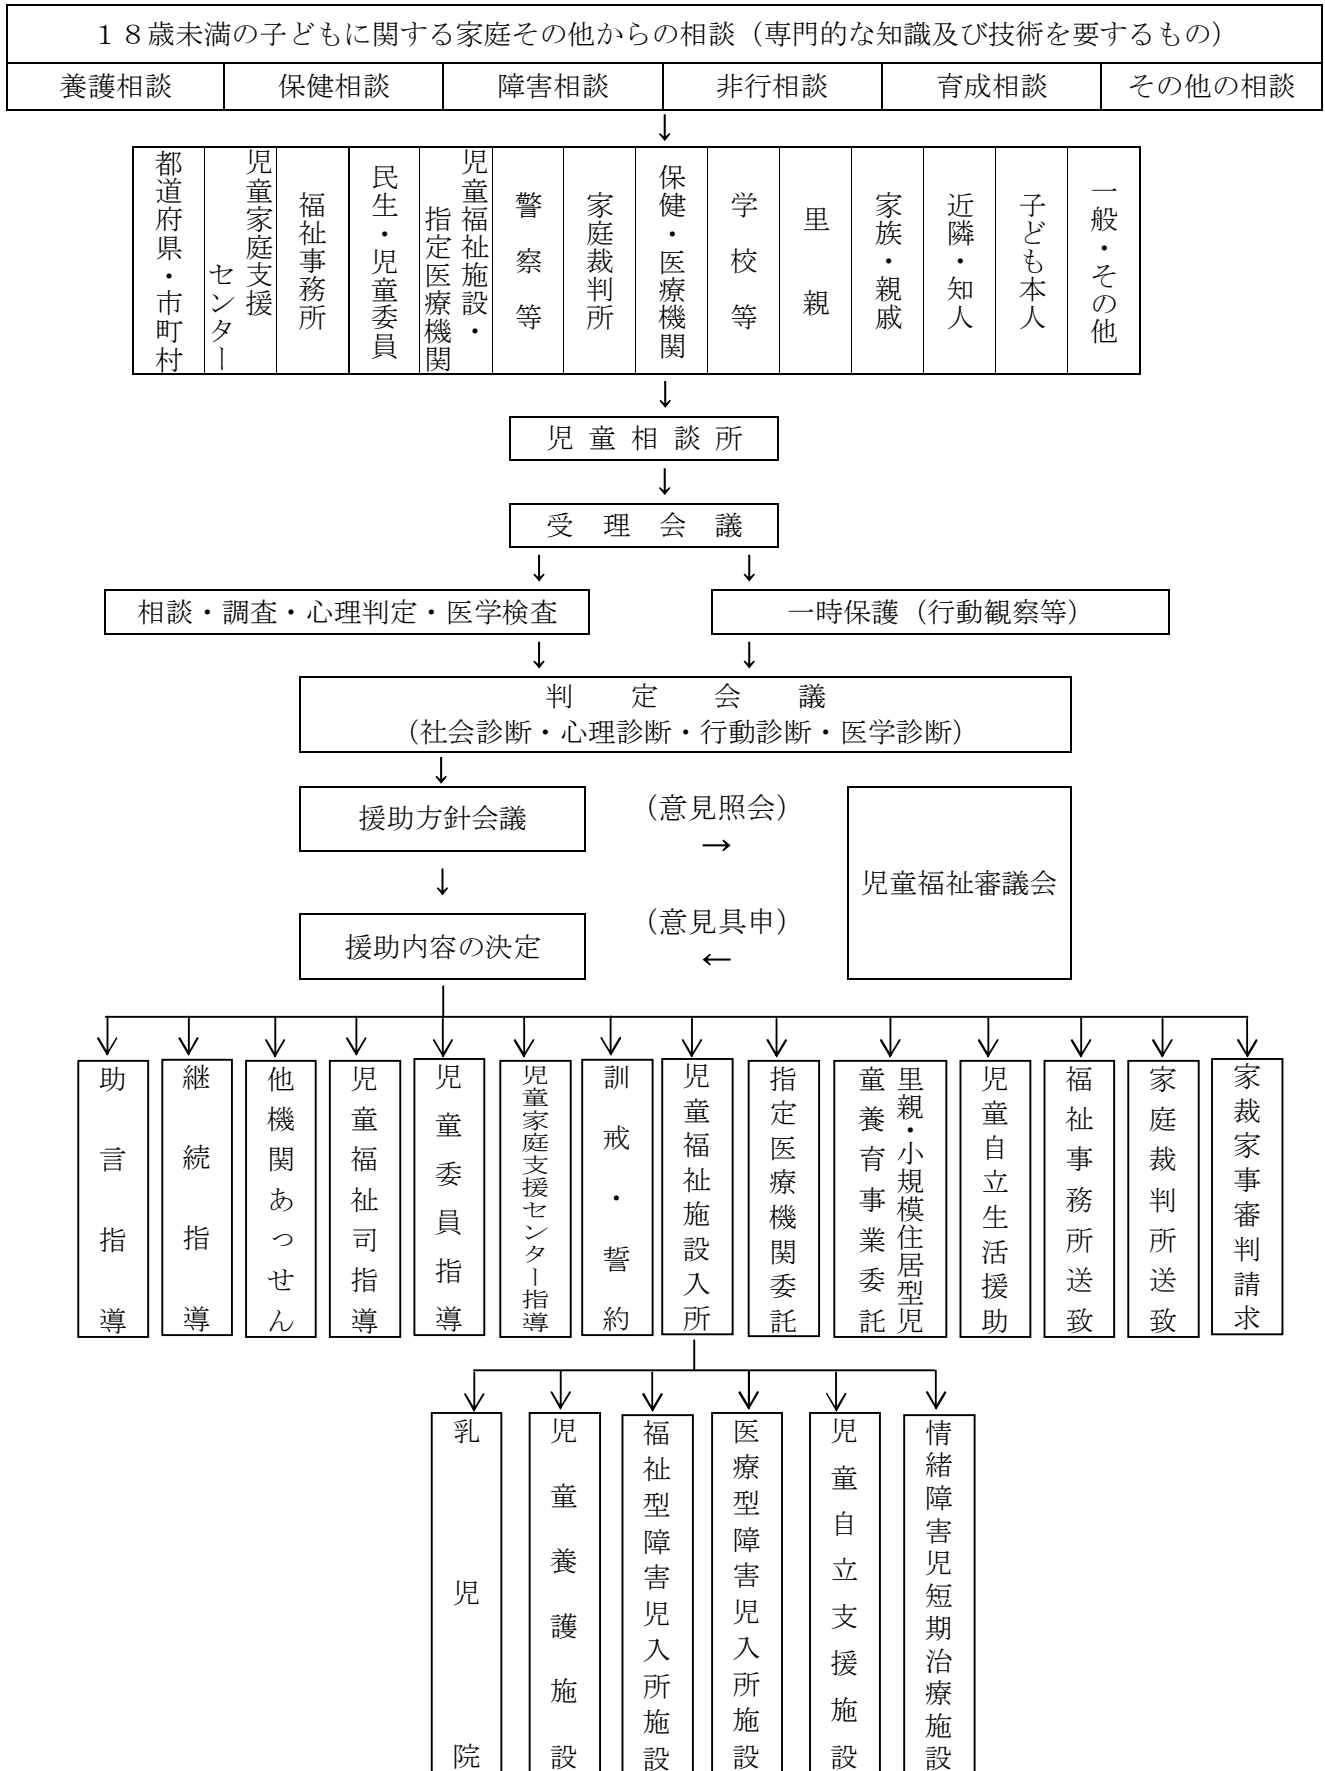 １８歳未満の子どもに関する家庭その他からの相談（専門的な知識及び技術を要するもの）
養護相談
保健相談
障害相談
非行相談
育成相談
その他の相談
↓
都道府県・市町村
児童家庭支援
センター
福祉事務所
民生・児童委員
児童福祉施設・
指定医療機関
警察等
家庭裁判所
保健・医療機関
学校等
里親
家族・親戚
近隣・知人
子ども本人
一般・その他
↓
児童相談所
↓
受理会議
↓ ↓
相談・調査・心理判定・医学検査
一時保護（行動観察等）
↓ ↓
判定会議
（社会診断・心理診断・行動診断・医学診断）
↓
援助方針会議
（意見照会）
→
児童福祉審議会
↓
援助内容の決定
（意見具申）
←
助言指導
継続指導
他機関あっせん
児童福祉司指導
児童委員指導
児童家庭支援センター指導
訓戒・誓約
児童福祉施設入所
指定医療機関委託
里親・小規模住居型児
童養育事業委託
児童自立生活援助
福祉事務所送致
家庭裁判所送致
家裁家事審判請求
乳児院
児童養護施設
福祉型障害児入所施設
医療型障害児入所施設
児童自立支援施設
情緒障害児短期治療施設